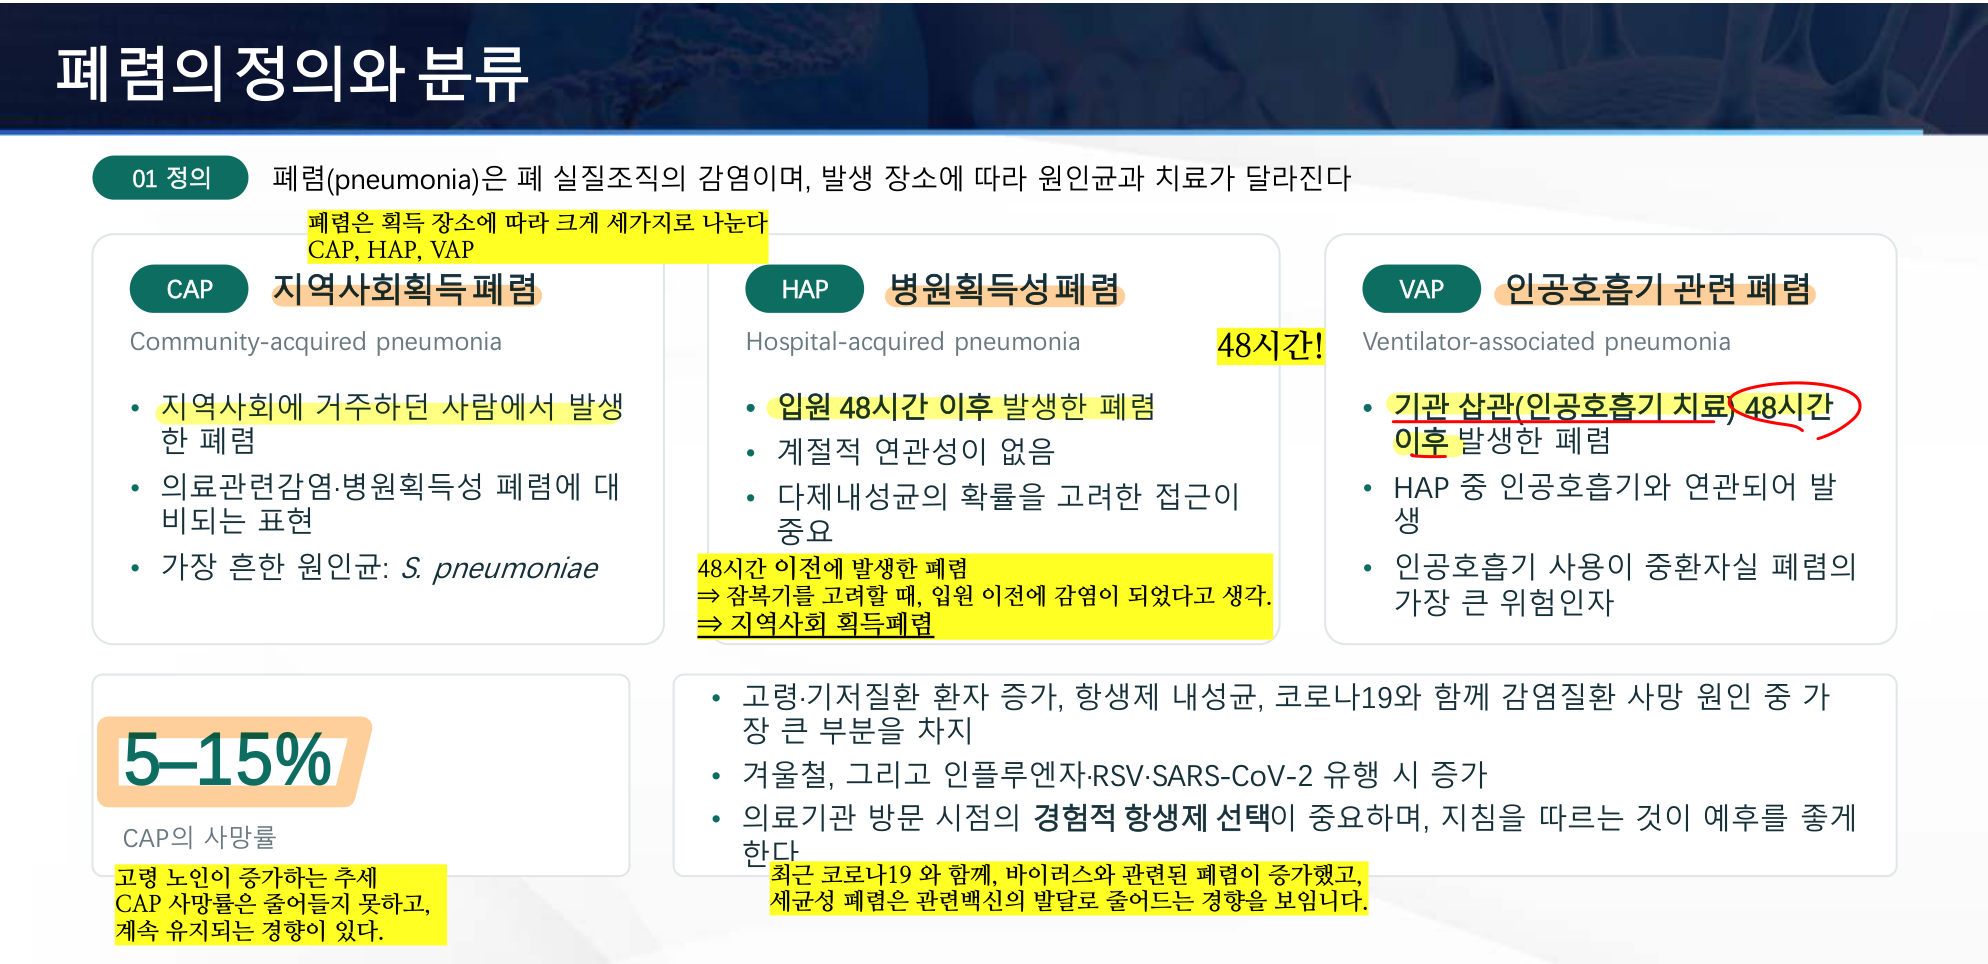 폐렴의 정의와 분류
01 정의
폐렴(pneumonia)은 폐 실질조직의 감염이며, 발생 장소에 따라 원인균과 치료가 달라진다
폐렴은 획득 장소에 따라 크게 세가지로 나눈다
CAP, HAP, VAP
CAP 지역사회획득 폐렴
Community-acquired pneumonia
• 지역사회에 거주하던 사람에서 발생
한 폐렴
• 의료관련감염·병원획득성 폐렴에 대
비되는 표현
• 가장 흔한 원인균: S. pneumoniae
HAP 병원획득성 폐렴
Hospital-acquired pneumonia
48시간!
• 입원 48시간 이후 발생한 폐렴
• 계절적 연관성이 없음
• 다제내성균의 확률을 고려한 접근이
중요
48시간 이전에 발생한 폐렴
⇒ 잠복기를 고려할 때, 입원 이전에 감염이 되었다고 생각.
⇒ 지역사회 획득폐렴
VAP 인공호흡기 관련 폐렴
Ventilator-associated pneumonia
• 기관 삽관(인공호흡기 치료) 48시간
이후 발생한 폐렴
• HAP 중 인공호흡기와 연관되어 발
생
• 인공호흡기 사용이 중환자실 폐렴의
가장 큰 위험인자
5–15%
CAP의 사망률
고령 노인이 증가하는 추세
CAP 사망률은 줄어들지 못하고,
계속 유지되는 경향이 있다.
• 고령·기저질환 환자 증가, 항생제 내성균, 코로나19와 함께 감염질환 사망 원인 중 가
장 큰 부분을 차지
• 겨울철, 그리고 인플루엔자·RSV·SARS-CoV-2 유행 시 증가
• 의료기관 방문 시점의 경험적 항생제 선택이 중요하며, 지침을 따르는 것이 예후를 좋게
한다
최근 코로나19 와 함께, 바이러스와 관련된 폐렴이 증가했고,
세균성 폐렴은 관련백신의 발달로 줄어드는 경향을 보임니다.